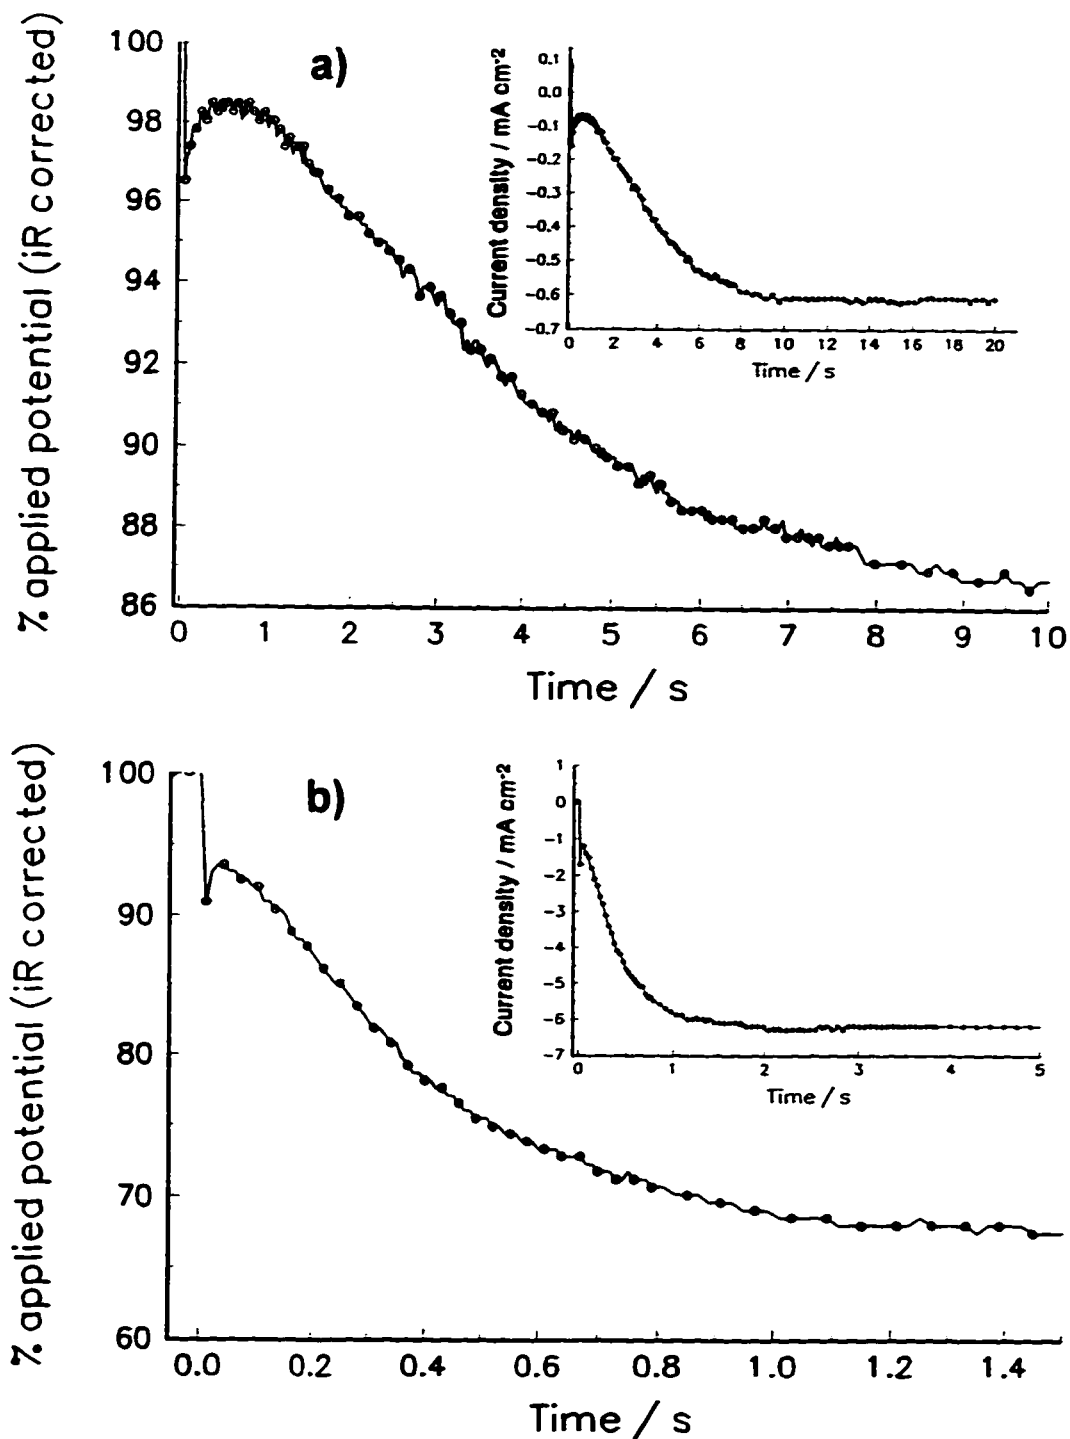 % applied potential (iR corrected)
a)
100
98
96
94
92
90
88
86
0 1 2 3 4 5 6 7 8 9 10
Time / s
Current density / mA cm-2
0.1
0.0
-0.1
-0.2
-0.3
-0.4
-0.5
-0.6
-0.7
0 2 4 6 8 10 12 14 16 18 20
Time / s
% applied potential (iR corrected)
b)
100
90
80
70
60
0.0 0.2 0.4 0.6 0.8 1.0 1.2 1.4
Time / s
Current density / mA cm-2
1
0
-1
-2
-3
-4
-5
-6
-7
0 1 2 3 4 5
Time / s